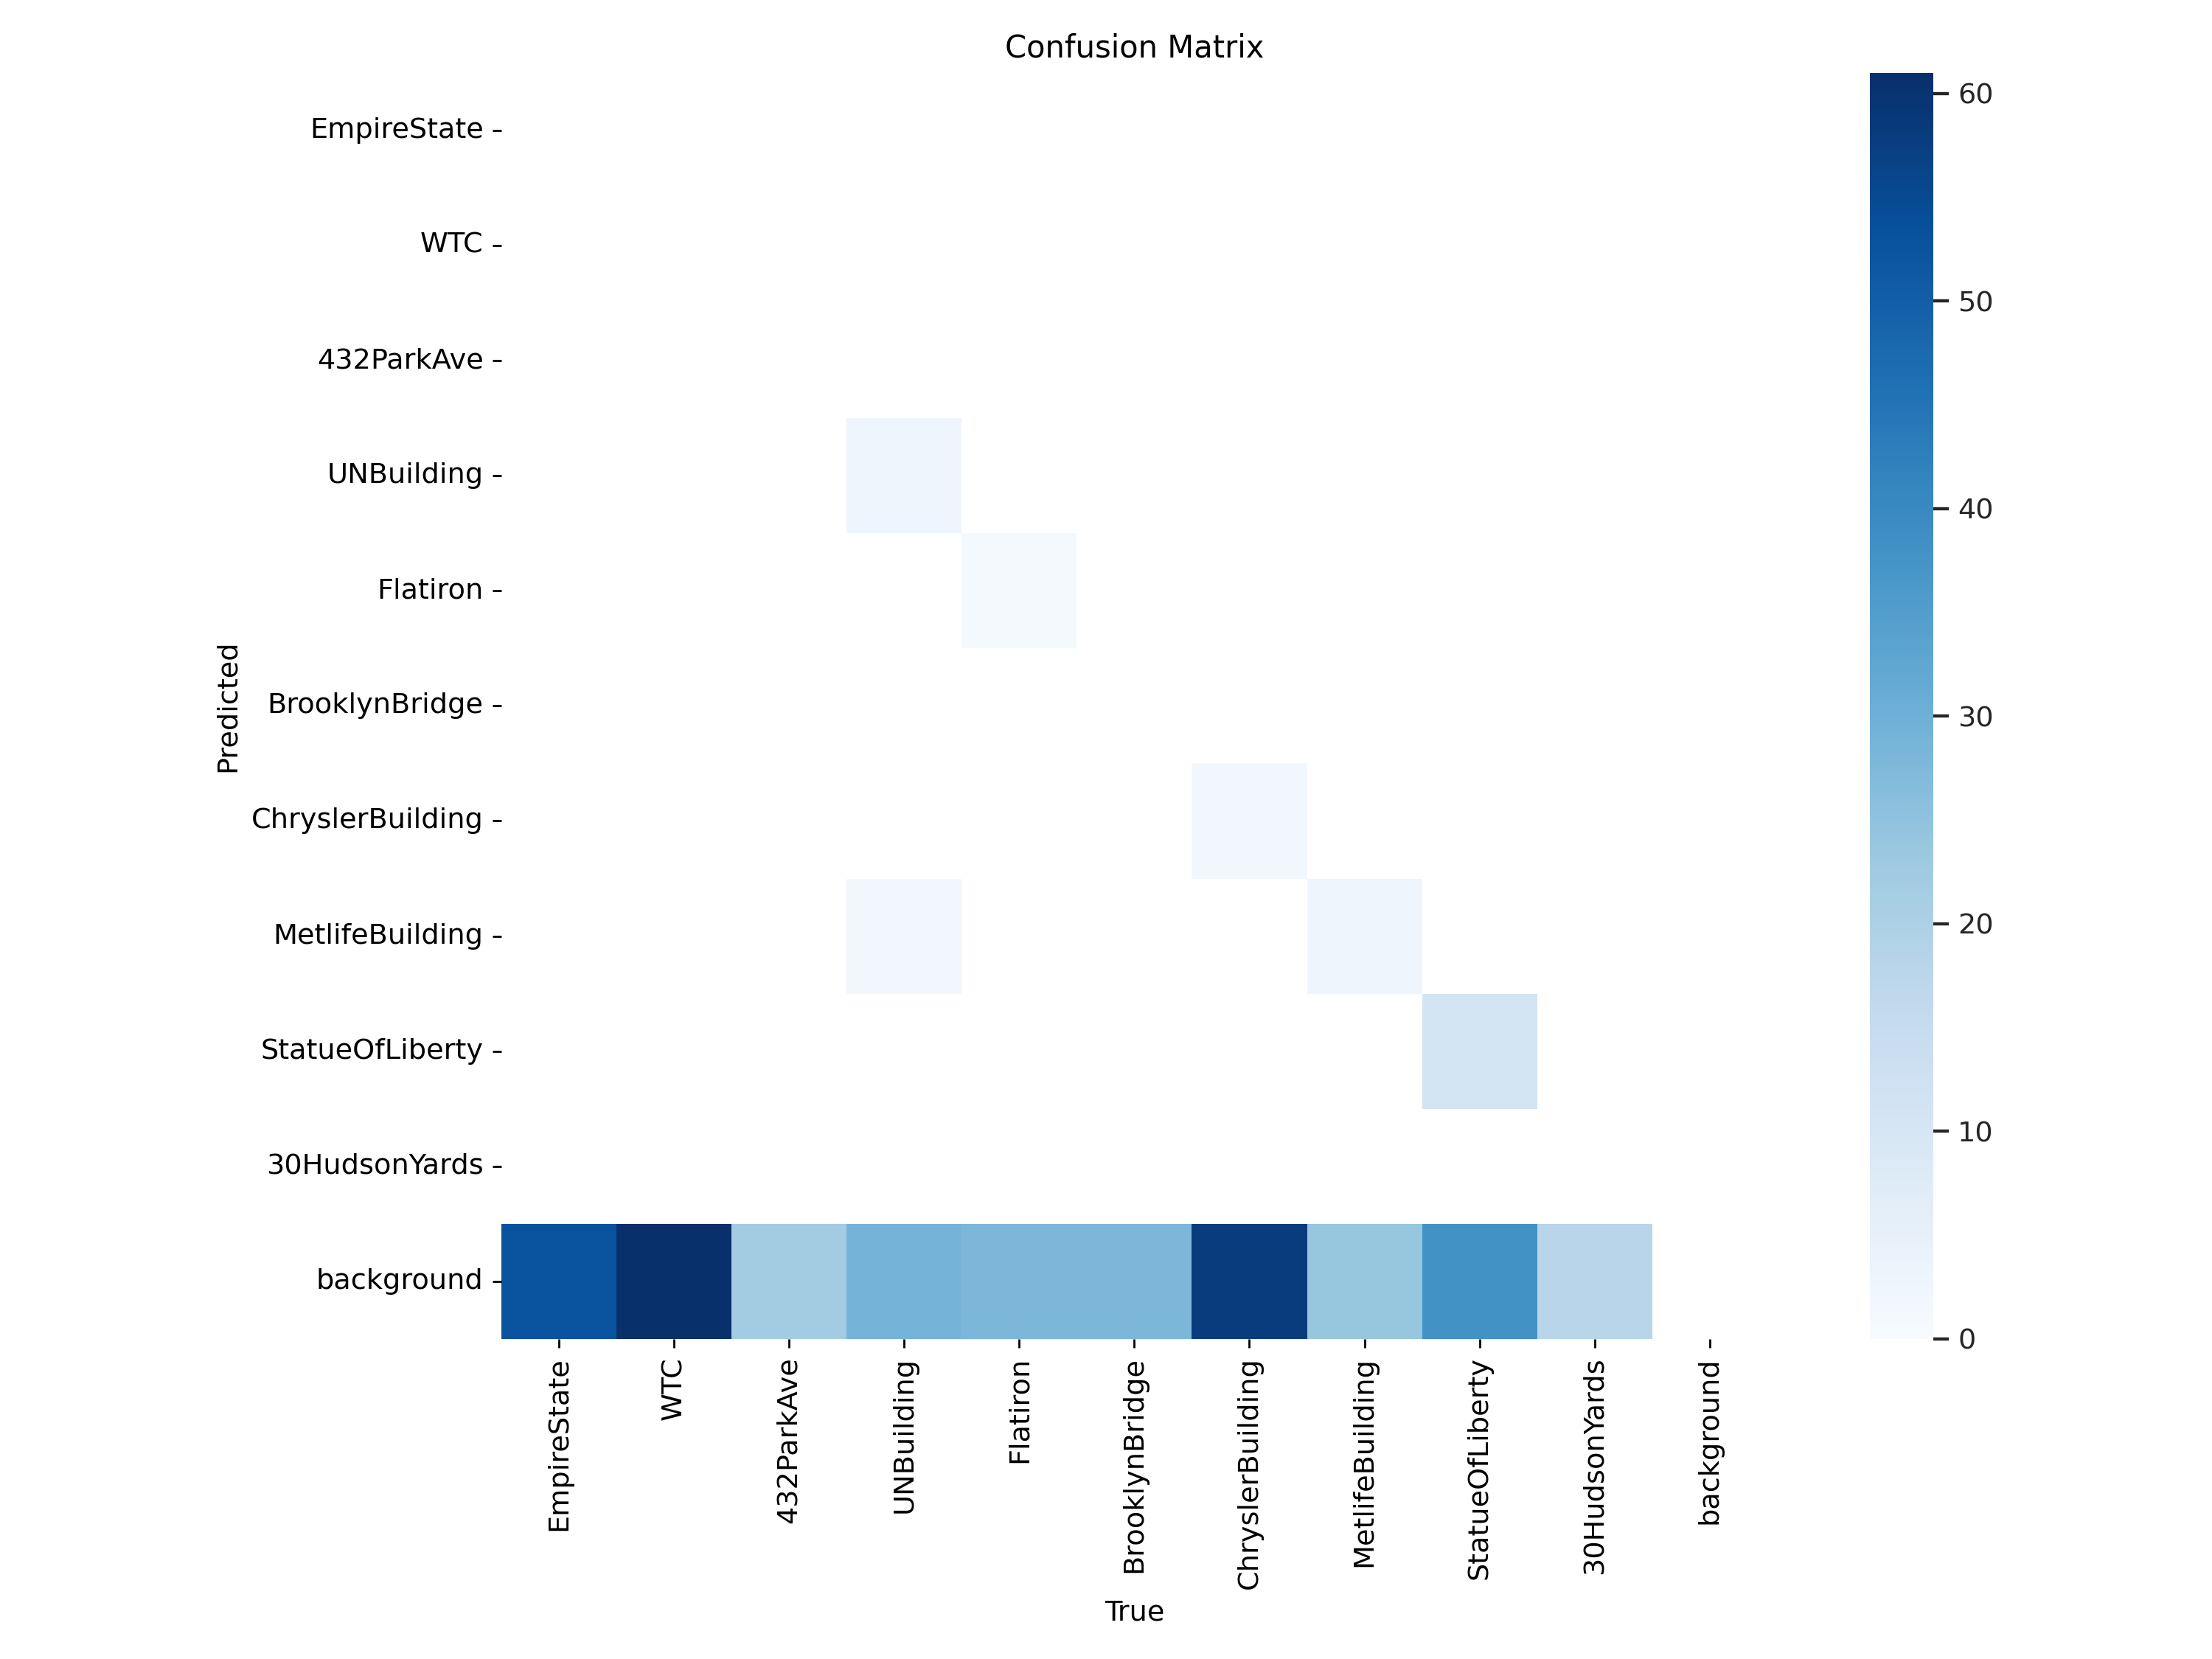 Confusion Matrix
EmpireState
WTC
432ParkAve
UNBuilding
Flatiron
BrooklynBridge
ChryslerBuilding
MetlifeBuilding
StatueOfLiberty
30HudsonYards
background
Predicted
EmpireState
WTC
432ParkAve
UNBuilding
Flatiron
BrooklynBridge
ChryslerBuilding
MetlifeBuilding
StatueOfLiberty
30HudsonYards
background
True
60
50
40
30
20
10
0